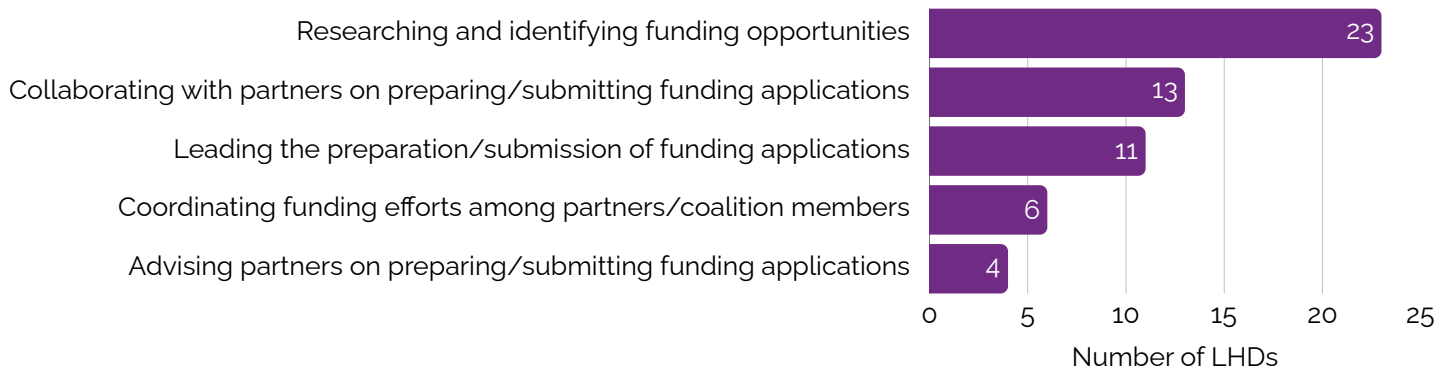 Researching and identifying funding opportunities 23
Collaborating with partners on preparing/submitting funding applications 13
Leading the preparation/submission of funding applications 11
Coordinating funding efforts among partners/coalition members 6
Advising partners on preparing/submitting funding applications 4
0 5 10 15 20 25
Number of LHDs